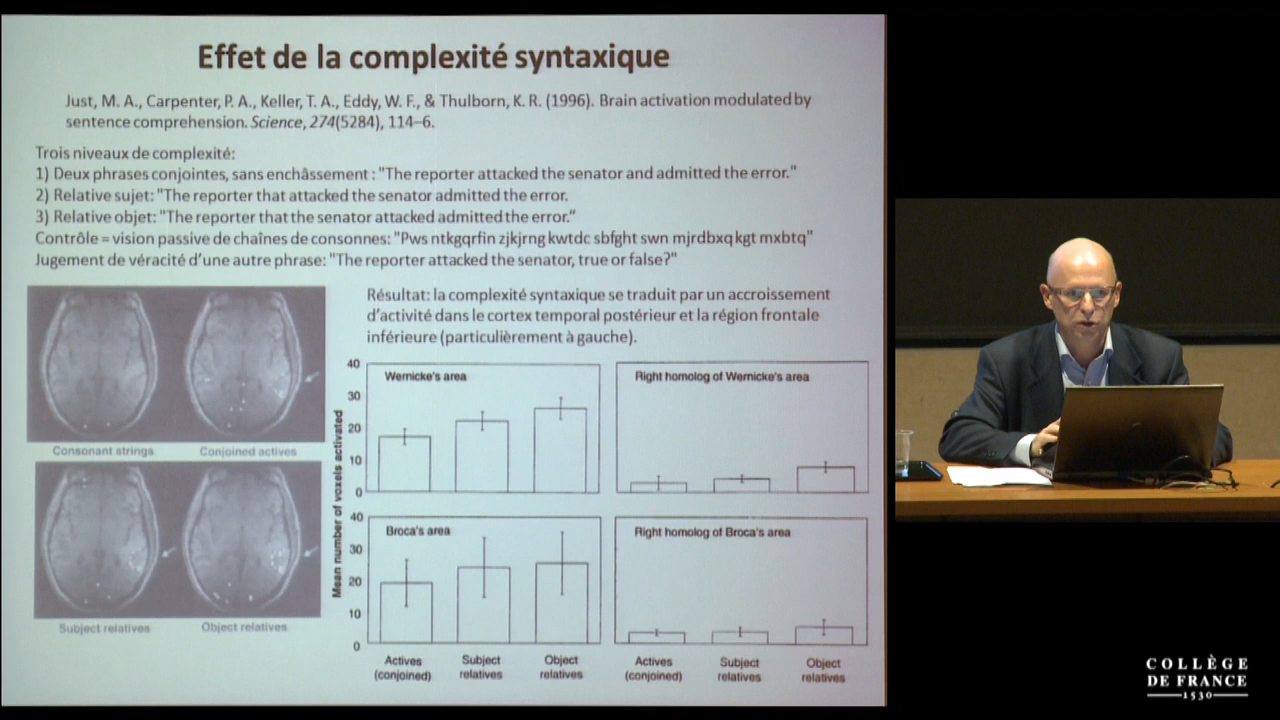 Effet de la complexité syntaxique
Just, M. A., Carpenter, P. A., Keller, T. A., Eddy, W. F., & Thulborn, K. R. (1996). Brain activation modulated by
sentence comprehension. Science, 274(5284), 114–6.
Trois niveaux de complexité:
1) Deux phrases conjointes, sans enchâssement : "The reporter attacked the senator and admitted the error."
2) Relative sujet: "The reporter that attacked the senator admitted the error.
3) Relative objet: "The reporter that the senator attacked admitted the error."
Contrôle = vision passive de chaînes de consonnes: "Pws ntkgqrfin zjkjrng kwtdc sbfght swn mjrdbxq kgt mxbtq"
Jugement de véracité d'une autre phrase: "The reporter attacked the senator, true or false?"
Résultat: la complexité syntaxique se traduit par un accroissement
d'activité dans le cortex temporal postérieur et la région frontale
inférieure (particulièrement à gauche).
Consonant strings
Conjoined actives
Subject relatives
Object relatives
Mean number of voxels activated
40
30
20
10
0
Wernicke's area
Right homolog of Wernicke's area
40
30
20
10
0
Broca's area
Right homolog of Broca's area
Actives
(conjoined)
Subject
relatives
Object
relatives
Actives
(conjoined)
Subject
relatives
Object
relatives
COLLÈGE
DE FRANCE
1530